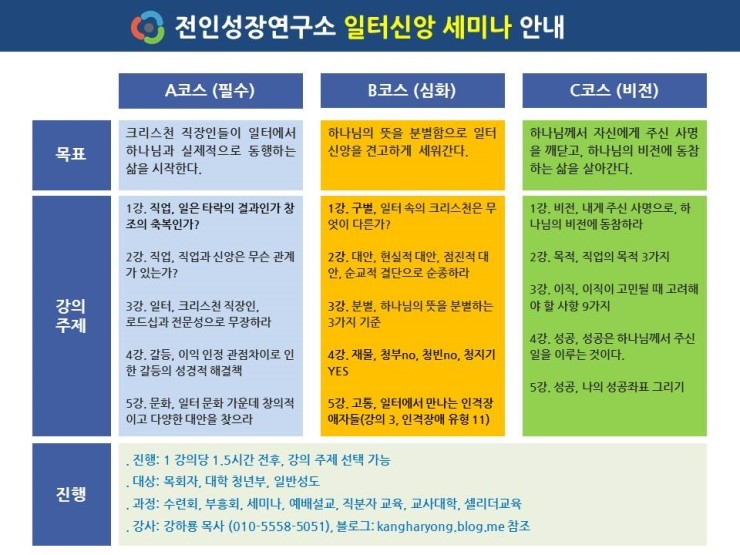 전인성장연구소 일터신앙 세미나 안내
A코스 (필수)
B코스 (심화)
C코스 (비전)
목표
크리스천 직장인들이 일터에서
하나님과 실제적으로 동행하는
삶을 시작한다.
하나님의 뜻을 분별함으로 일터
신앙을 견고하게 세워간다.
하나님께서 자신에게 주신 사명
을 깨닫고, 하나님의 비전에 동참
하는 삶을 살아간다.
강의
주제
1강. 직업, 일은 타락의 결과인가 창
조의 축복인가?
2강. 직업, 직업과 신앙은 무슨 관계
가 있는가?
3강. 일터, 크리스천 직장인,
로드십과 전문성으로 무장하라
4강. 갈등, 이익 인정 관점차이로 인
한 갈등의 성경적 해결책
5강. 문화, 일터 문화 가운데 창의적
이고 다양한 대안을 찾으라
1강. 구별, 일터 속의 크리스천은 무
엇이 다른가?
2강. 대안, 현실적 대안, 점진적 대
안, 순교적 결단으로 순종하라
3강. 분별, 하나님의 뜻을 분별하는
3가지 기준
4강. 재물, 청부no, 청빈no, 청지기
YES
5강. 고통, 일터에서 만나는 인격장
애자들(강의 3, 인격장애 유형 11)
1강. 비전, 내게 주신 사명으로, 하
나님의 비전에 동참하라
2강. 목적, 직업의 목적 3가지
3강. 이직, 이직이 고민될 때 고려해
야 할 사항 9가지
4강. 성공, 성공은 하나님께서 주신
일을 이루는 것이다.
5강. 성공, 나의 성공좌표 그리기
진행
. 진행: 1 강의당 1.5시간 전후, 강의 주제 선택 가능
. 대상: 목회자, 대학 청년부, 일반성도
. 과정: 수련회, 부흥회, 세미나, 예배설교, 직분자 교육, 교사대학, 셀리더교육
. 강사: 강하룡 목사 (010-5558-5051), 블로그: kangharyong.blog.me 참조